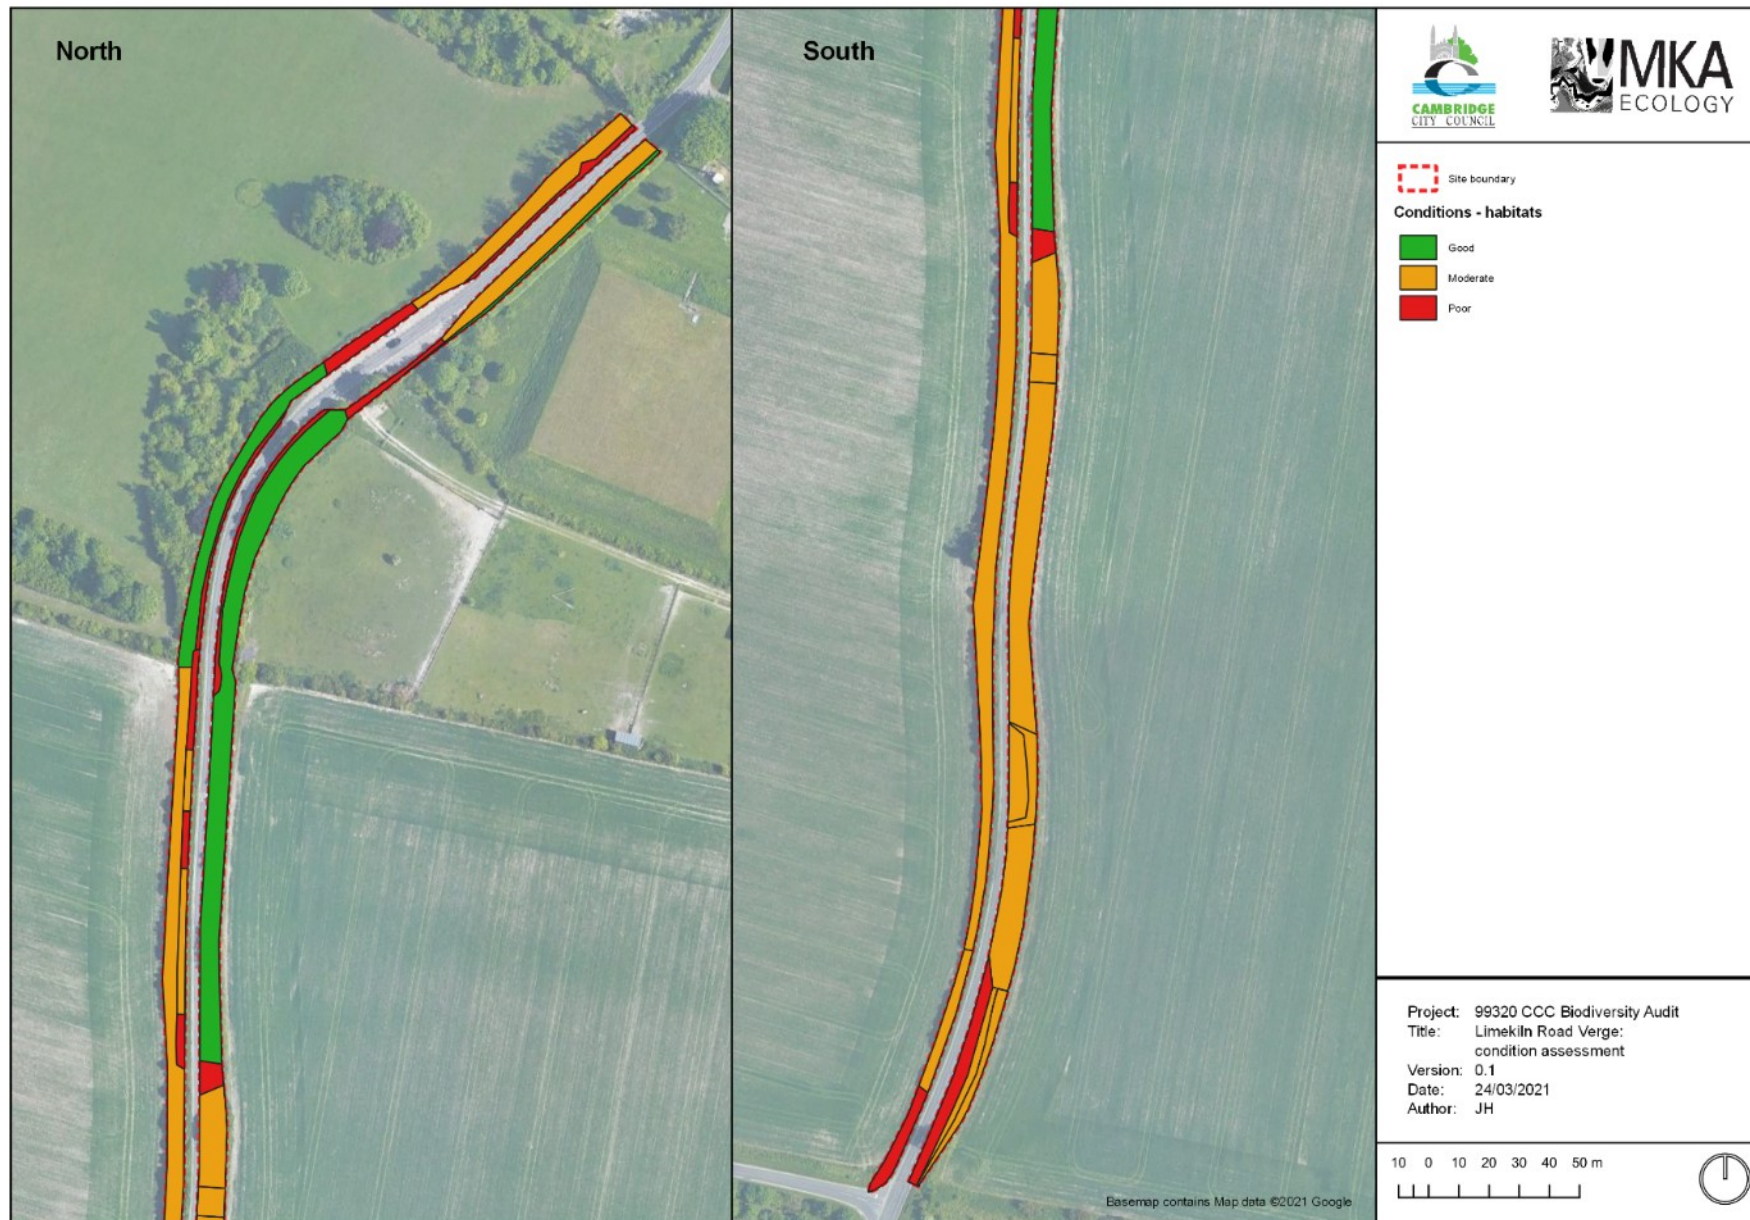 North
South
CAMBRIDGE
CITY COUNCIL
MKA
ECOLOGY
Site boundary
Conditions - habitats
Good
Moderate
Poor
Project: 99320 CCC Biodiversity Audit
Title: Limekiln Road Verge:
condition assessment
Version: 0.1
Date: 24/03/2021
Author: JH
10 0 10 20 30 40 50 m
Basemap contains Map data ©2021 Google